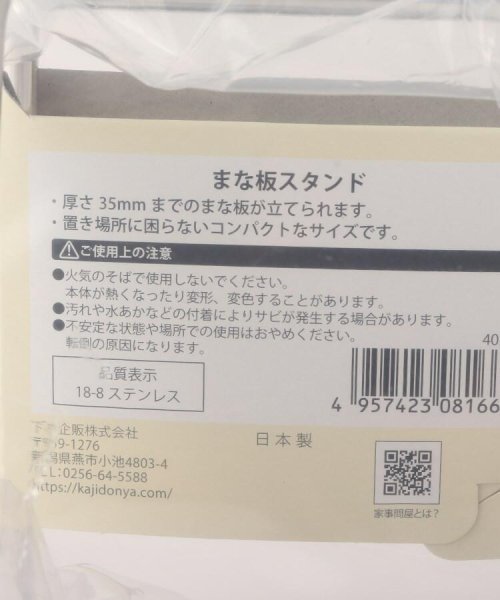 まな板スタンド
・厚さ 35mm までのまな板が立てられます。
・置き場所に困らないコンパクトなサイズです。
ご使用上の注意
●火気のそばで使用しないでください。
本体が熱くなったり変形、変色することがあります。
●汚れや水あかなどの付着によりサビが発生する場合があります。
●不安定な状態や場所での使用はおやめください。
転倒の原因になります。
品質表示
18-8 ステンレス
40
4 957423 08166
日本製
企販株式会社
〒959-1276
新潟県燕市小池4803-4
TEL: 0256-64-5588
https://kajidonya.com/
家事問屋とは?